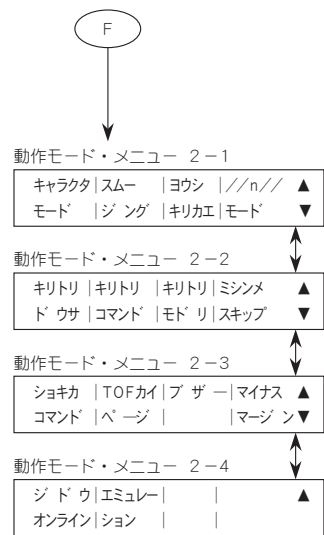 F
動作モード・メニュー 2－1
キャラクタ|スムー |ヨウシ |//n// ▲
モード |ジング|キリカエ|モード ▼
動作モード・メニュー 2－2
キリトリ |キリトリ |キリトリ|ミシンメ ▲
ドウサ |コマンド|モドリ|スキップ ▼
動作モード・メニュー 2－3
ショキカ |TOFカイ|ブザー|マイナス ▲
コマンド|ページ | |マージン▼
動作モード・メニュー 2－4
ジドウ|エミュレー| | ▲
オンライン|ション | |